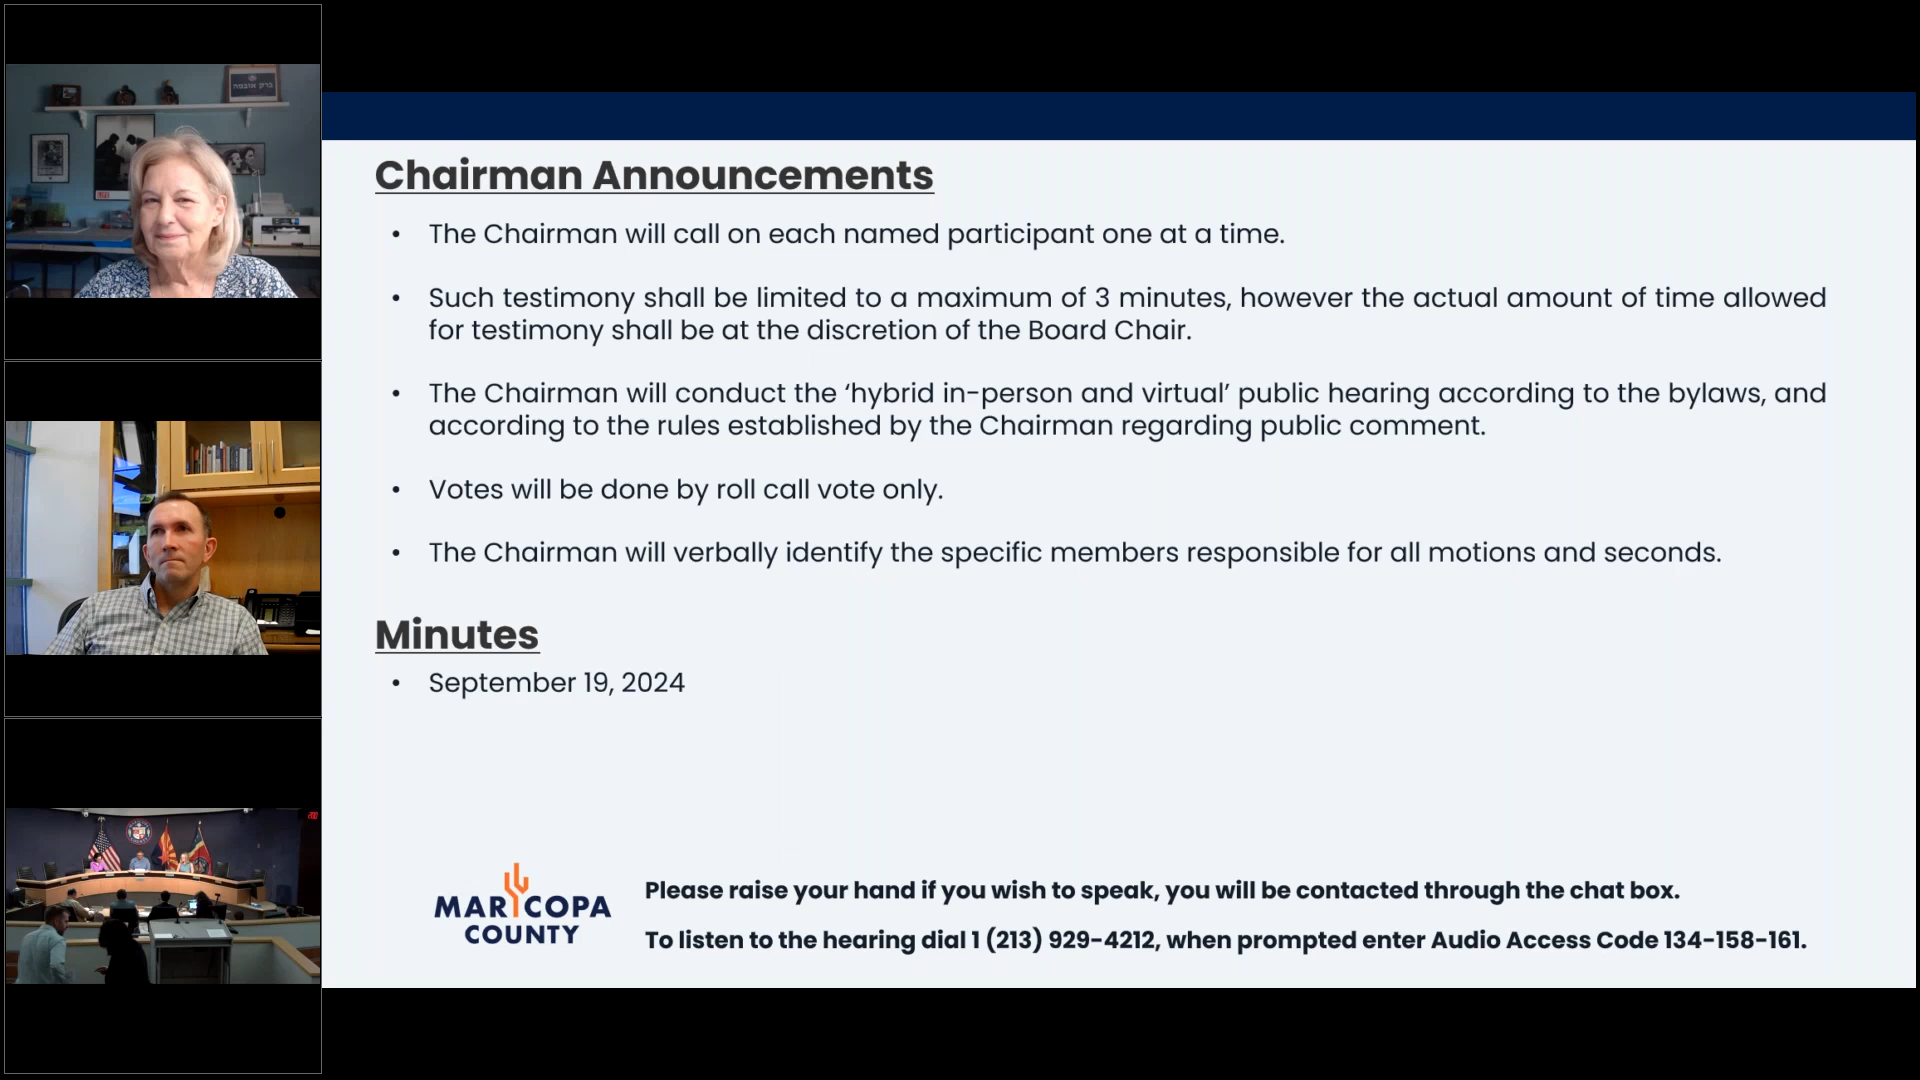 ברק אובמה
LIFE
Chairman Announcements
• The Chairman will call on each named participant one at a time.
• Such testimony shall be limited to a maximum of 3 minutes, however the actual amount of time allowed
for testimony shall be at the discretion of the Board Chair.
• The Chairman will conduct the ‘hybrid in-person and virtual’ public hearing according to the bylaws, and
according to the rules established by the Chairman regarding public comment.
• Votes will be done by roll call vote only.
• The Chairman will verbally identify the specific members responsible for all motions and seconds.
Minutes
• September 19, 2024
MARICOPA
COUNTY
Please raise your hand if you wish to speak, you will be contacted through the chat box.
To listen to the hearing dial 1 (213) 929-4212, when prompted enter Audio Access Code 134-158-161.